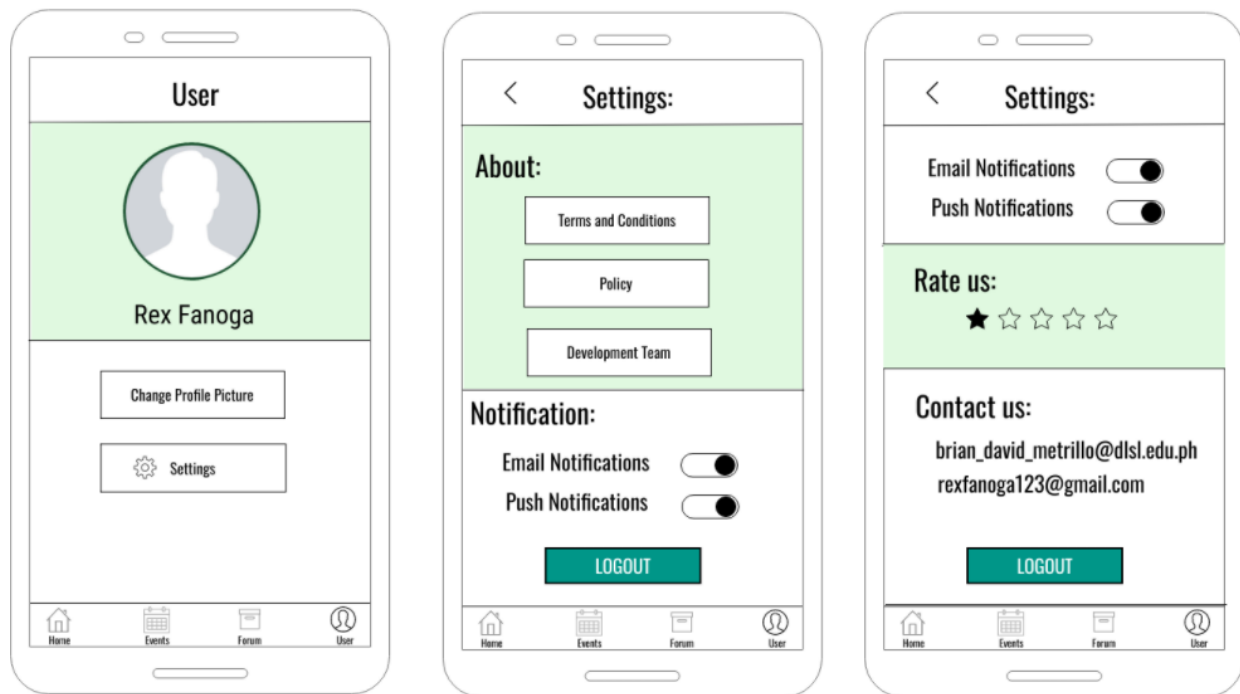 User
Rex Fanoga
Change Profile Picture
Settings
Home Events Forum User
Settings:
About:
Terms and Conditions
Policy
Development Team
Notification:
Email Notifications
Push Notifications
LOGOUT
Home Events Forum User
Settings:
Email Notifications
Push Notifications
Rate us:
Contact us:
brian_david_metrillo@dlsl.edu.ph
rexfanoga123@gmail.com
LOGOUT
Home Events Forum User